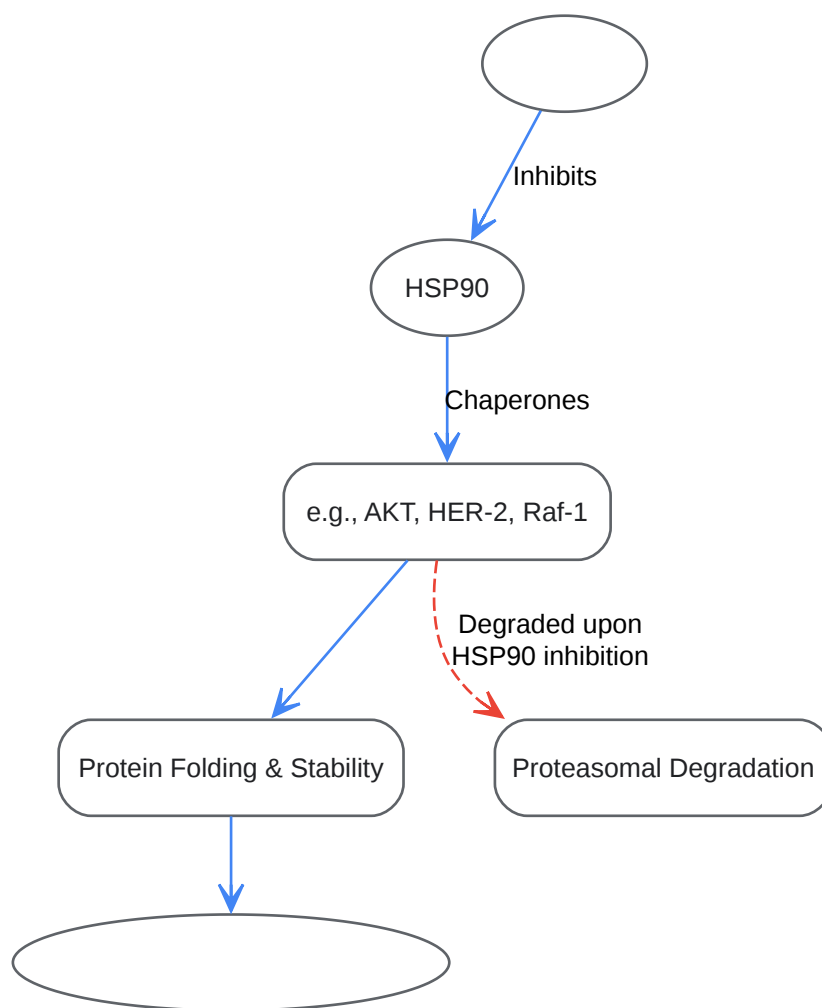 Inhibits
HSP90
Chaperones
e.g., AKT, HER-2, Raf-1
Degraded upon
HSP90 inhibition
Protein Folding & Stability
Proteasomal Degradation